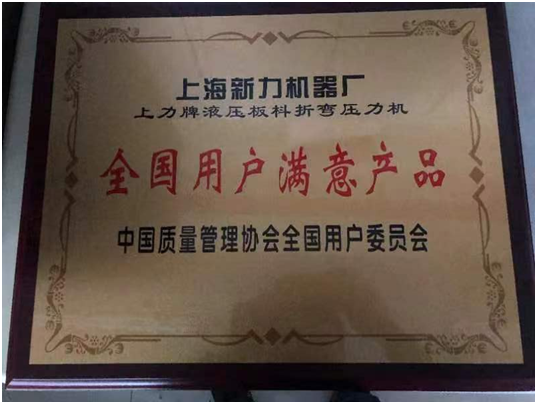 上海新力机器厂
上力牌液压板料折弯压力机
全国用户满意产品
中国质量管理协会全国用户委员会